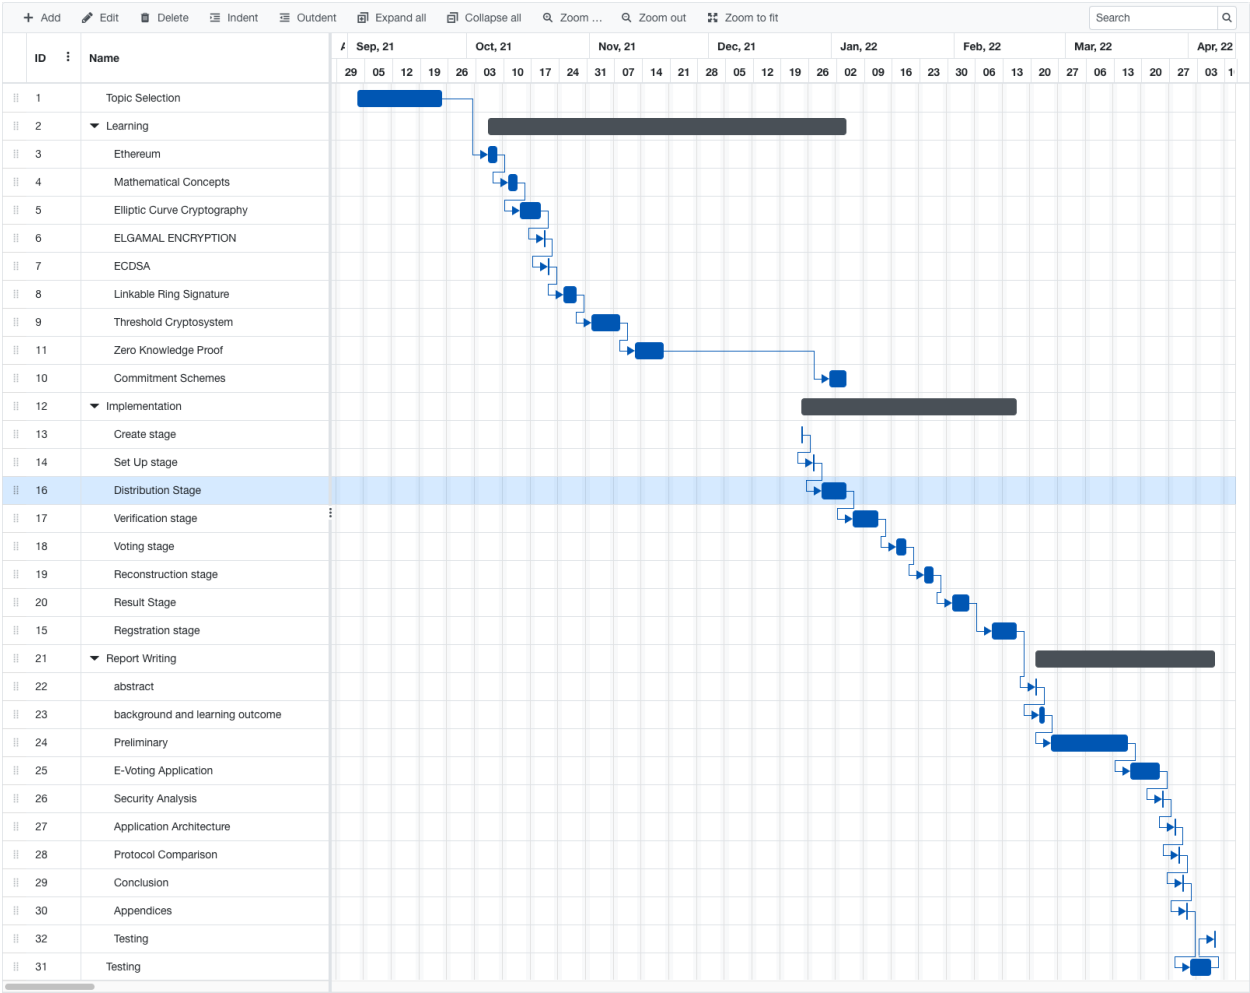 Add Edit Delete Indent Outdent Expand all Collapse all Zoom ... Zoom out Zoom to fit Search
ID Name
Sep, 21 Oct, 21 Nov, 21 Dec, 21 Jan, 22 Feb, 22 Mar, 22 Apr, 22
29 05 12 19 26 03 10 17 24 31 07 14 21 28 05 12 19 26 02 09 16 23 30 06 13 20 27 06 13 20 27 03
1 Topic Selection
2 Learning
3 Ethereum
4 Mathematical Concepts
5 Elliptic Curve Cryptography
6 ELGAMAL ENCRYPTION
7 ECDSA
8 Linkable Ring Signature
9 Threshold Cryptosystem
11 Zero Knowledge Proof
10 Commitment Schemes
12 Implementation
13 Create stage
14 Set Up stage
16 Distribution Stage
17 Verification stage
18 Voting stage
19 Reconstruction stage
20 Result Stage
15 Regstration stage
21 Report Writing
22 abstract
23 background and learning outcome
24 Preliminary
25 E-Voting Application
26 Security Analysis
27 Application Architecture
28 Protocol Comparison
29 Conclusion
30 Appendices
32 Testing
31 Testing